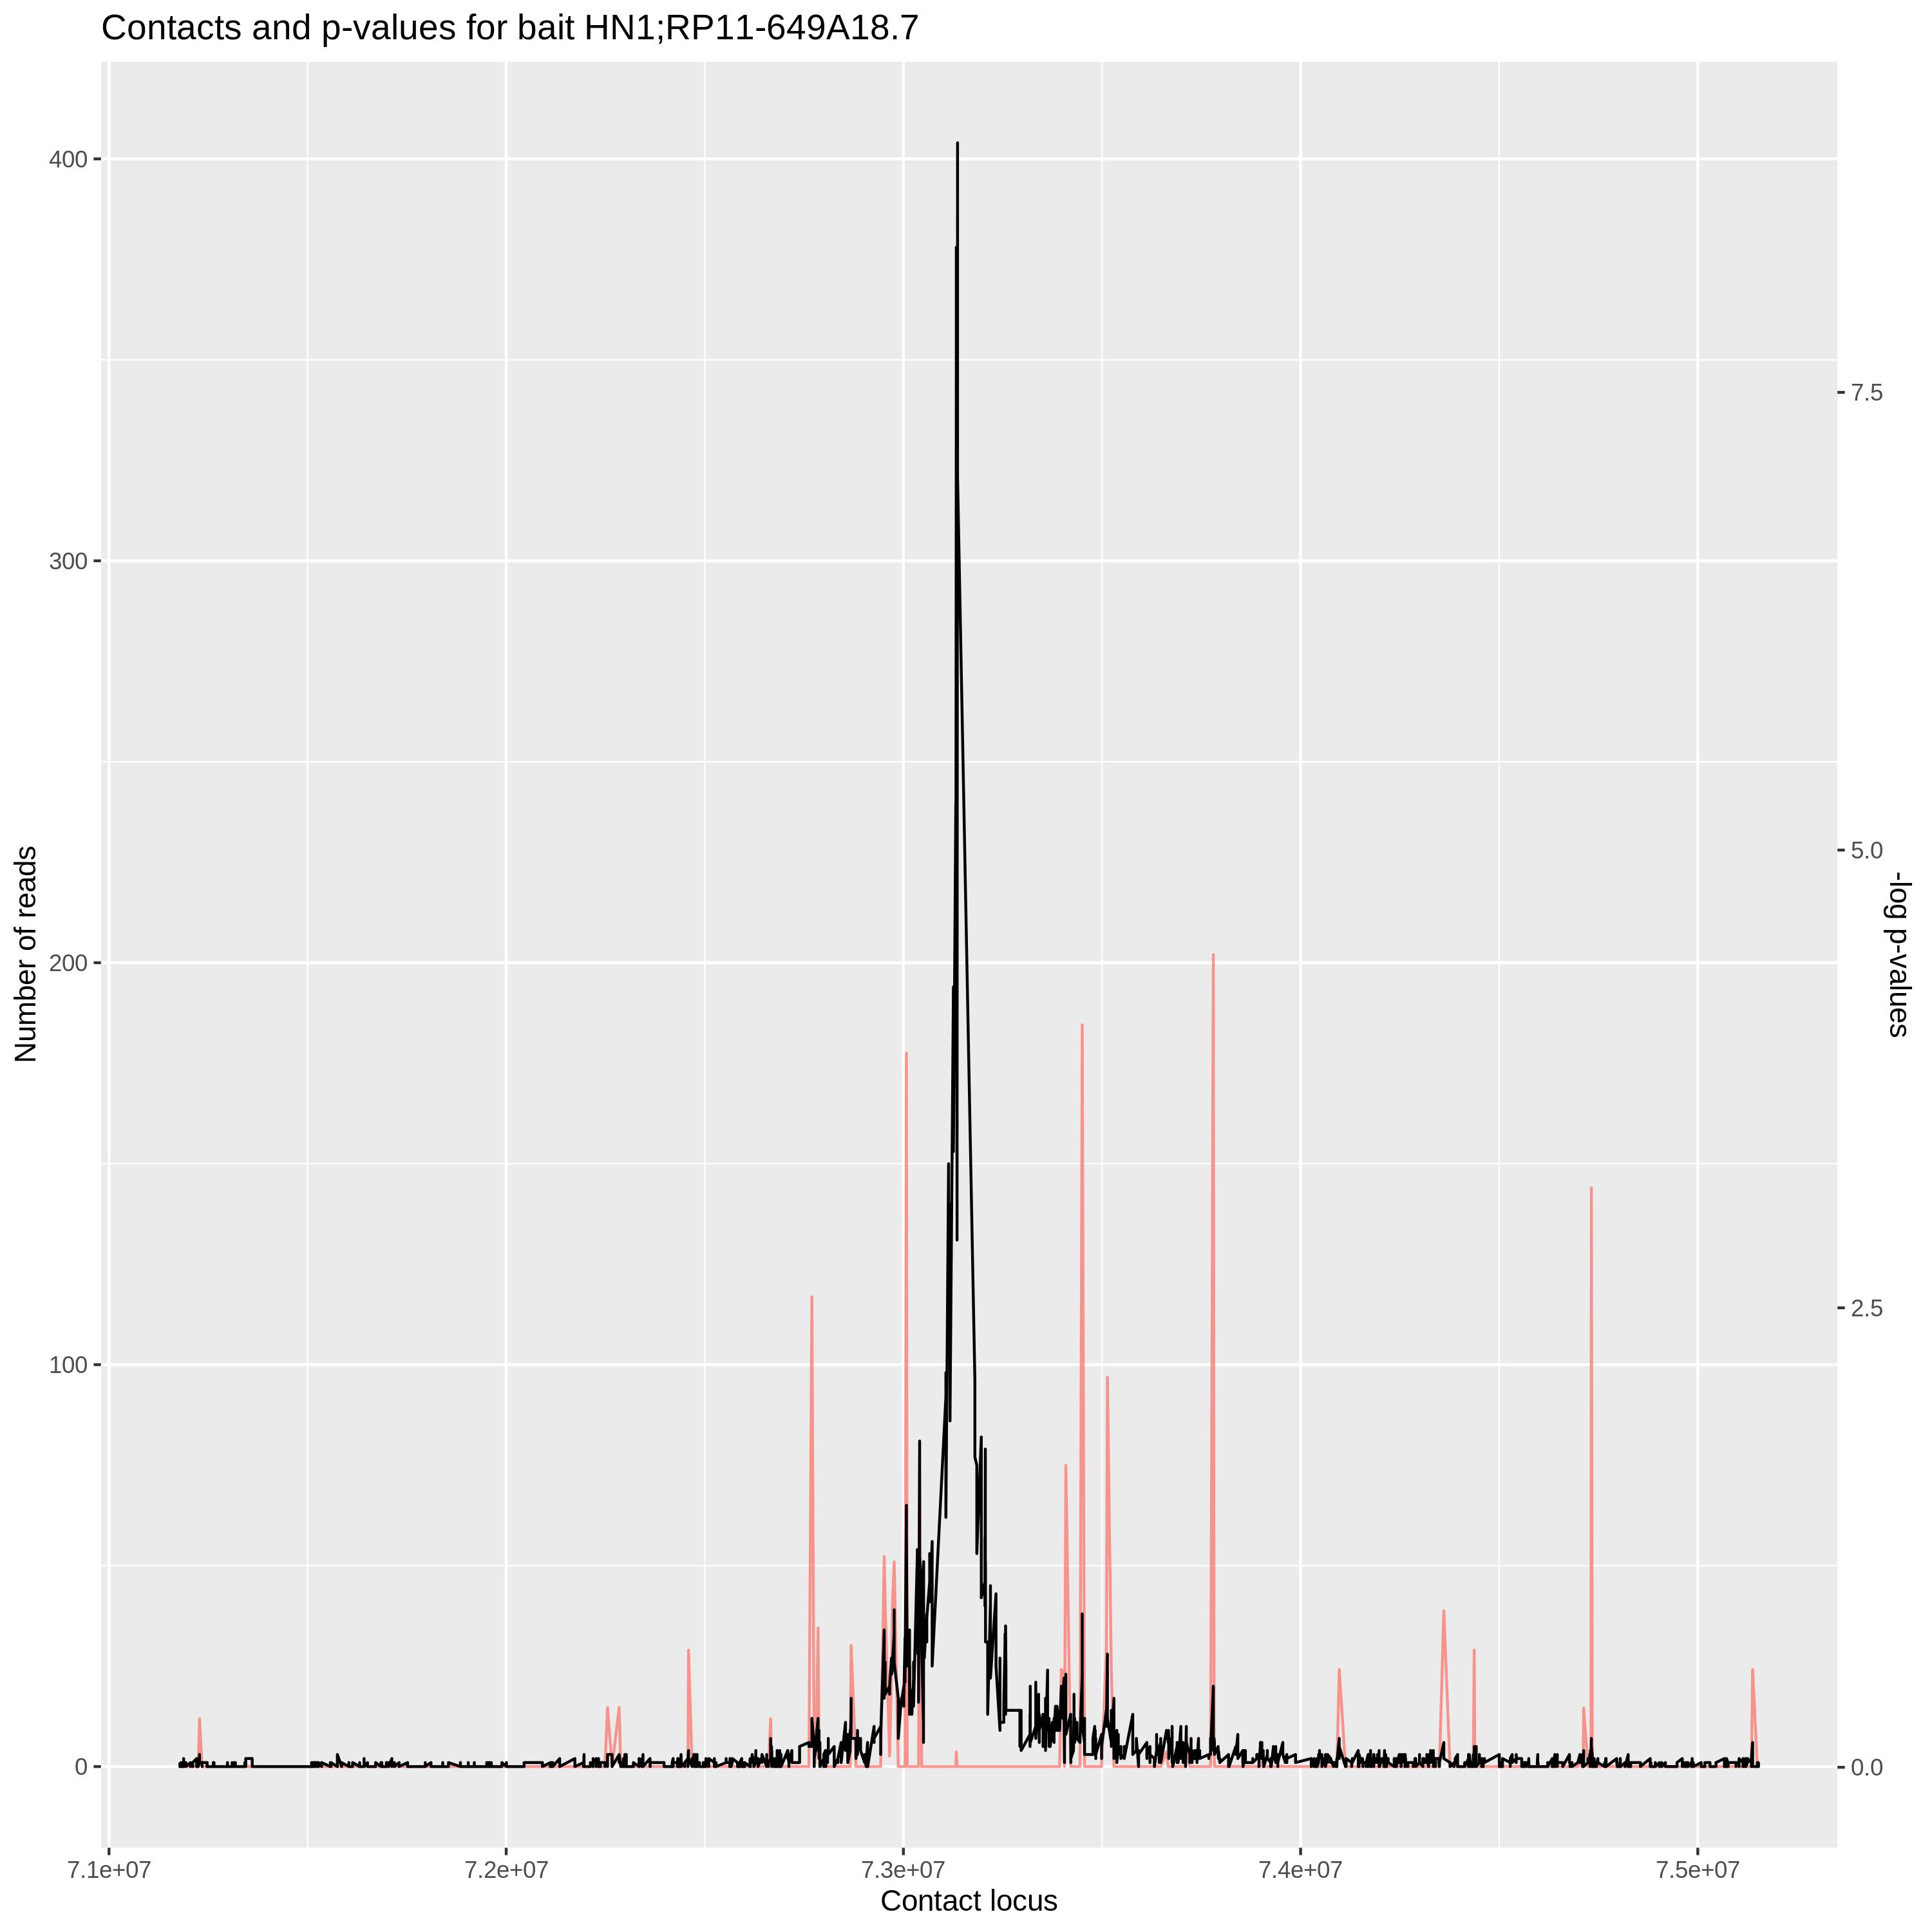 Contacts and p-values for bait HN1;RP11-649A18.7
400
300
200
100
0
Number of reads
7.5
5.0
2.5
0.0
-log p-values
7.1e+07 7.2e+07 7.3e+07 7.4e+07 7.5e+07
Contact locus